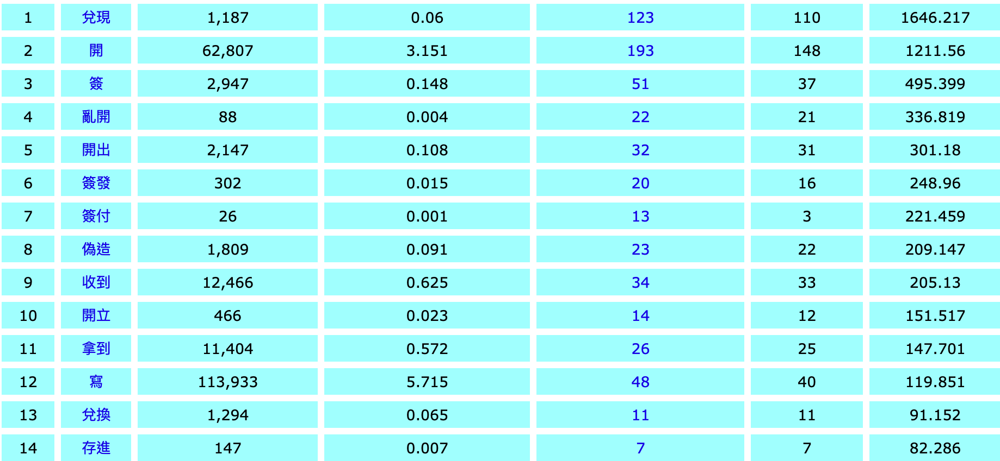 1 兌現 1,187 0.06 123 110 1646.217
2 開 62,807 3.151 193 148 1211.56
3 簽 2,947 0.148 51 37 495.399
4 亂開 88 0.004 22 21 336.819
5 開出 2,147 0.108 32 31 301.18
6 簽發 302 0.015 20 16 248.96
7 簽付 26 0.001 13 3 221.459
8 偽造 1,809 0.091 23 22 209.147
9 收到 12,466 0.625 34 33 205.13
10 開立 466 0.023 14 12 151.517
11 拿到 11,404 0.572 26 25 147.701
12 寫 113,933 5.715 48 40 119.851
13 兌換 1,294 0.065 11 11 91.152
14 存進 147 0.007 7 7 82.286